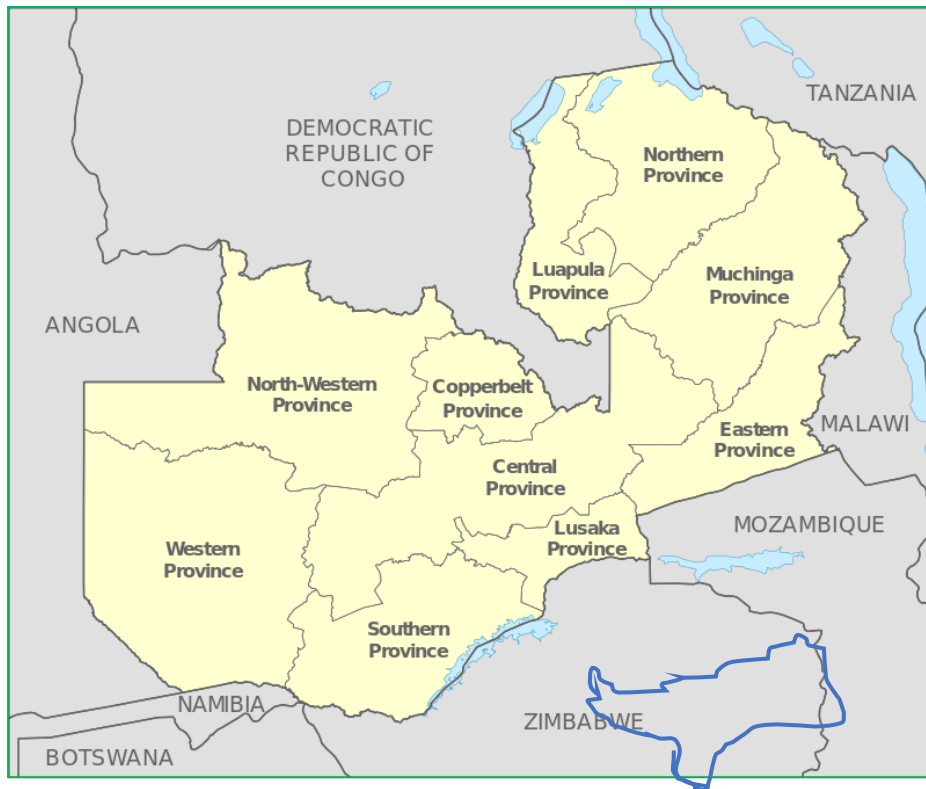 TANZANIA
DEMOCRATIC
REPUBLIC OF
CONGO
Northern
Province
Luapula
Province
Muchinga
Province
ANGOLA
North-Western
Province
Copperbelt
Province
Eastern
Province
MALAWI
Central
Province
MOZAMBIQUE
Lusaka
Province
Western
Province
Southern
Province
NAMIBIA
ZIMBABWE
BOTSWANA